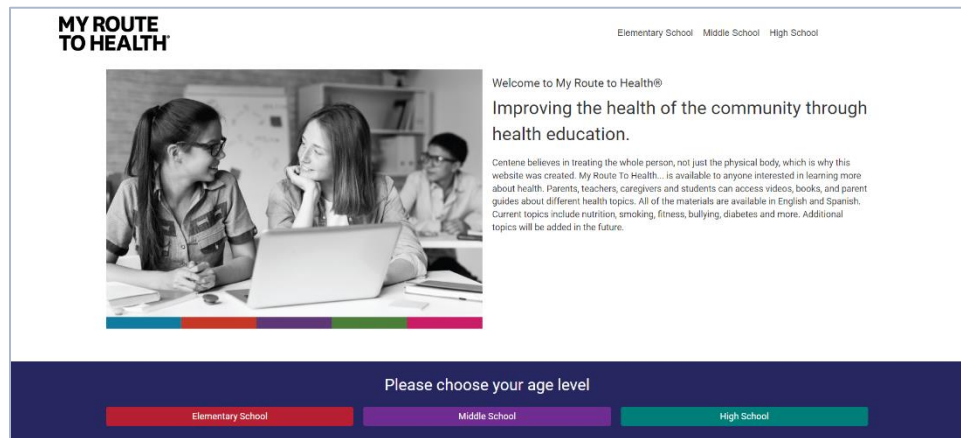 MY ROUTE
TO HEALTH®
Elementary School Middle School High School
Welcome to My Route to Health®
Improving the health of the community through
health education.
Centene believes in treating the whole person, not just the physical body, which is why this
website was created. My Route To Health... is available to anyone interested in learning more
about health. Parents, teachers, caregivers and students can access videos, books, and parent
guides about different health topics. All of the materials are available in English and Spanish.
Current topics include nutrition, smoking, fitness, bullying, diabetes and more. Additional
topics will be added in the future.
Please choose your age level
Elementary School
Middle School
High School